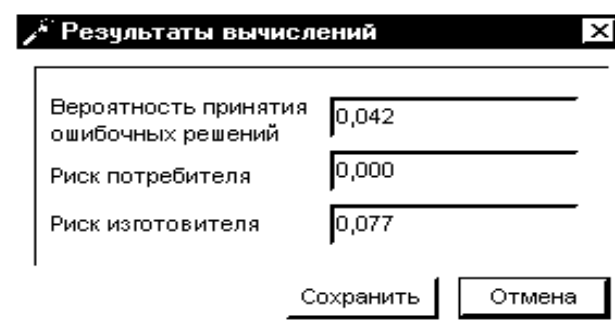 Результаты вычислений
Вероятность принятия
ошибочных решений
0,042
Риск потребителя
0,000
Риск изготовителя
0,077
Сохранить
Отмена